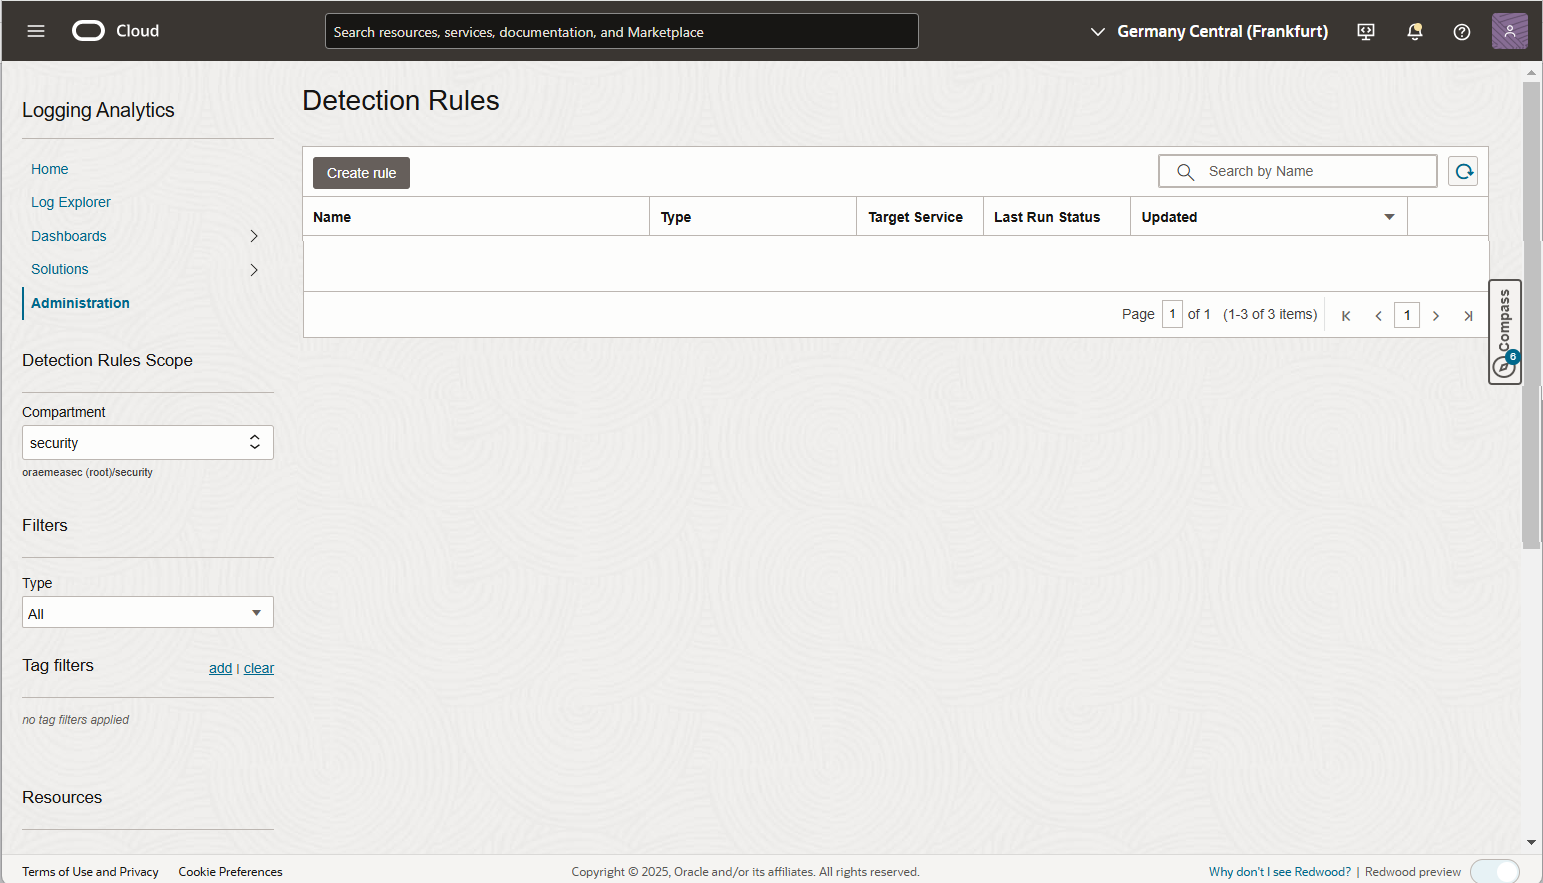 Cloud
Search resources, services, documentation, and Marketplace
Germany Central (Frankfurt)
Logging Analytics
Home
Log Explorer
Dashboards
Solutions
Administration
Detection Rules Scope
Compartment
security
oraemeasec (root)/security
Filters
Type
All
Tag filters
add | clear
no tag filters applied
Resources
Detection Rules
Create rule
Search by Name
Name Type Target Service Last Run Status Updated
Page 1 of 1 (1-3 of 3 items) 1
Compass
6
Terms of Use and Privacy Cookie Preferences
Copyright © 2025, Oracle and/or its affiliates. All rights reserved.
Why don't I see Redwood? | Redwood preview